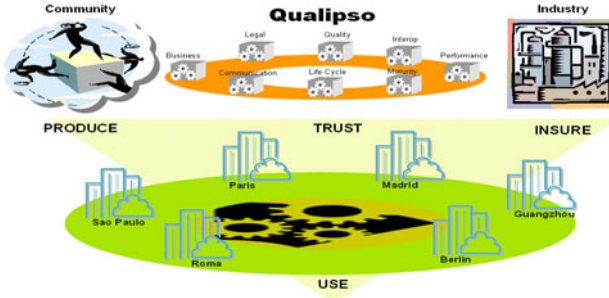 Community
Qualipso
Industry
Legal
Quality
Interop
Business
Performance
Communication
Life Cycle
Maturity
PRODUCE
TRUST
INSURE
Paris
Madrid
Sao Paulo
Guangzhou
Roma
Berlin
USE